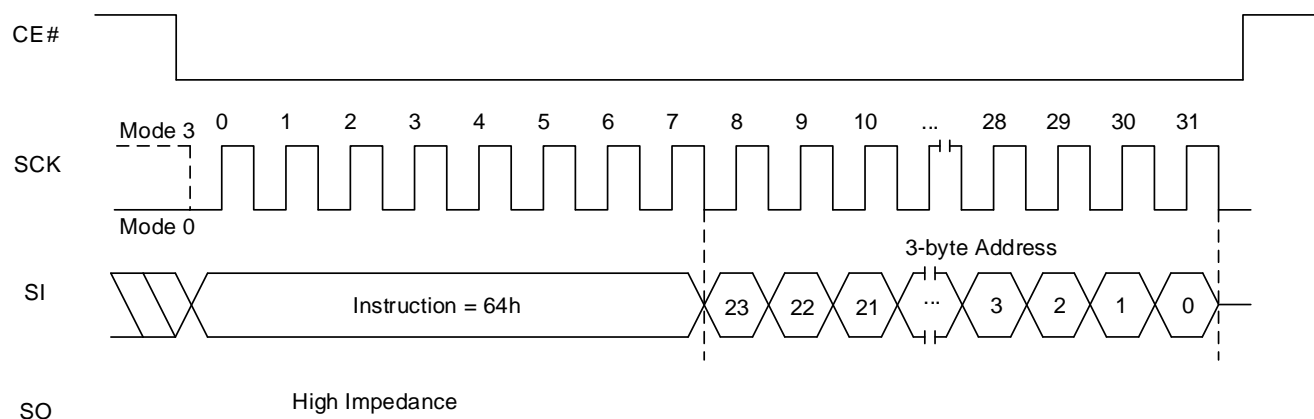 CE#
0 1 2 3 4 5 6 7 8 9 10 ... 28 29 30 31
Mode 3
SCK
Mode 0
3-byte Address
SI
Instruction = 64h 23 22 21 ... 3 2 1 0
High Impedance
SO